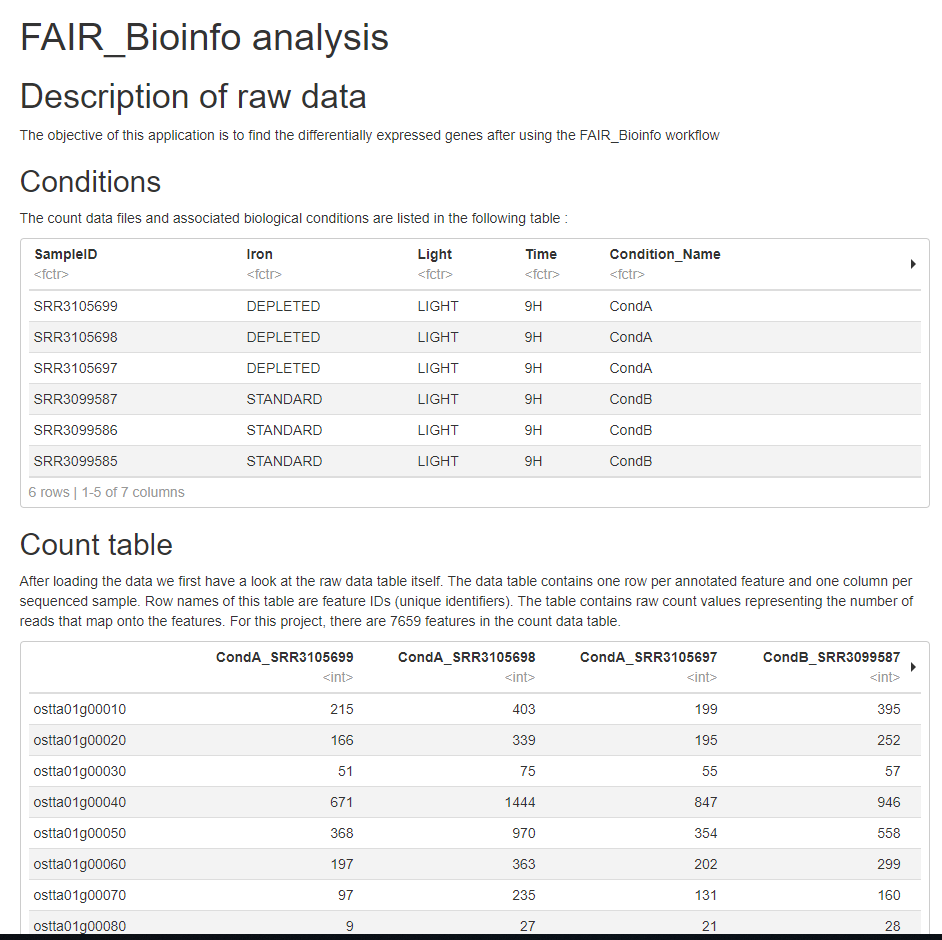 FAIR_Bioinfo analysis
Description of raw data
The objective of this application is to find the differentially expressed genes after using the FAIR_Bioinfo workflow
Conditions
The count data files and associated biological conditions are listed in the following table :
SampleID Iron Light Time Condition_Name
<fctr> <fctr> <fctr> <fctr> <fctr>
SRR3105699 DEPLETED LIGHT 9H CondA
SRR3105698 DEPLETED LIGHT 9H CondA
SRR3105697 DEPLETED LIGHT 9H CondA
SRR3099587 STANDARD LIGHT 9H CondB
SRR3099586 STANDARD LIGHT 9H CondB
SRR3099585 STANDARD LIGHT 9H CondB
6 rows | 1-5 of 7 columns
Count table
After loading the data we first have a look at the raw data table itself. The data table contains one row per annotated feature and one column per
sequenced sample. Row names of this table are feature IDs (unique identifiers). The table contains raw count values representing the number of
reads that map onto the features. For this project, there are 7659 features in the count data table.
CondA_SRR3105699 CondA_SRR3105698 CondA_SRR3105697 CondB_SRR3099587
<int> <int> <int> <int>
ostta01g00010 215 403 199 395
ostta01g00020 166 339 195 252
ostta01g00030 51 75 55 57
ostta01g00040 671 1444 847 946
ostta01g00050 368 970 354 558
ostta01g00060 197 363 202 299
ostta01g00070 97 235 131 160
ostta01g00080 9 27 21 28